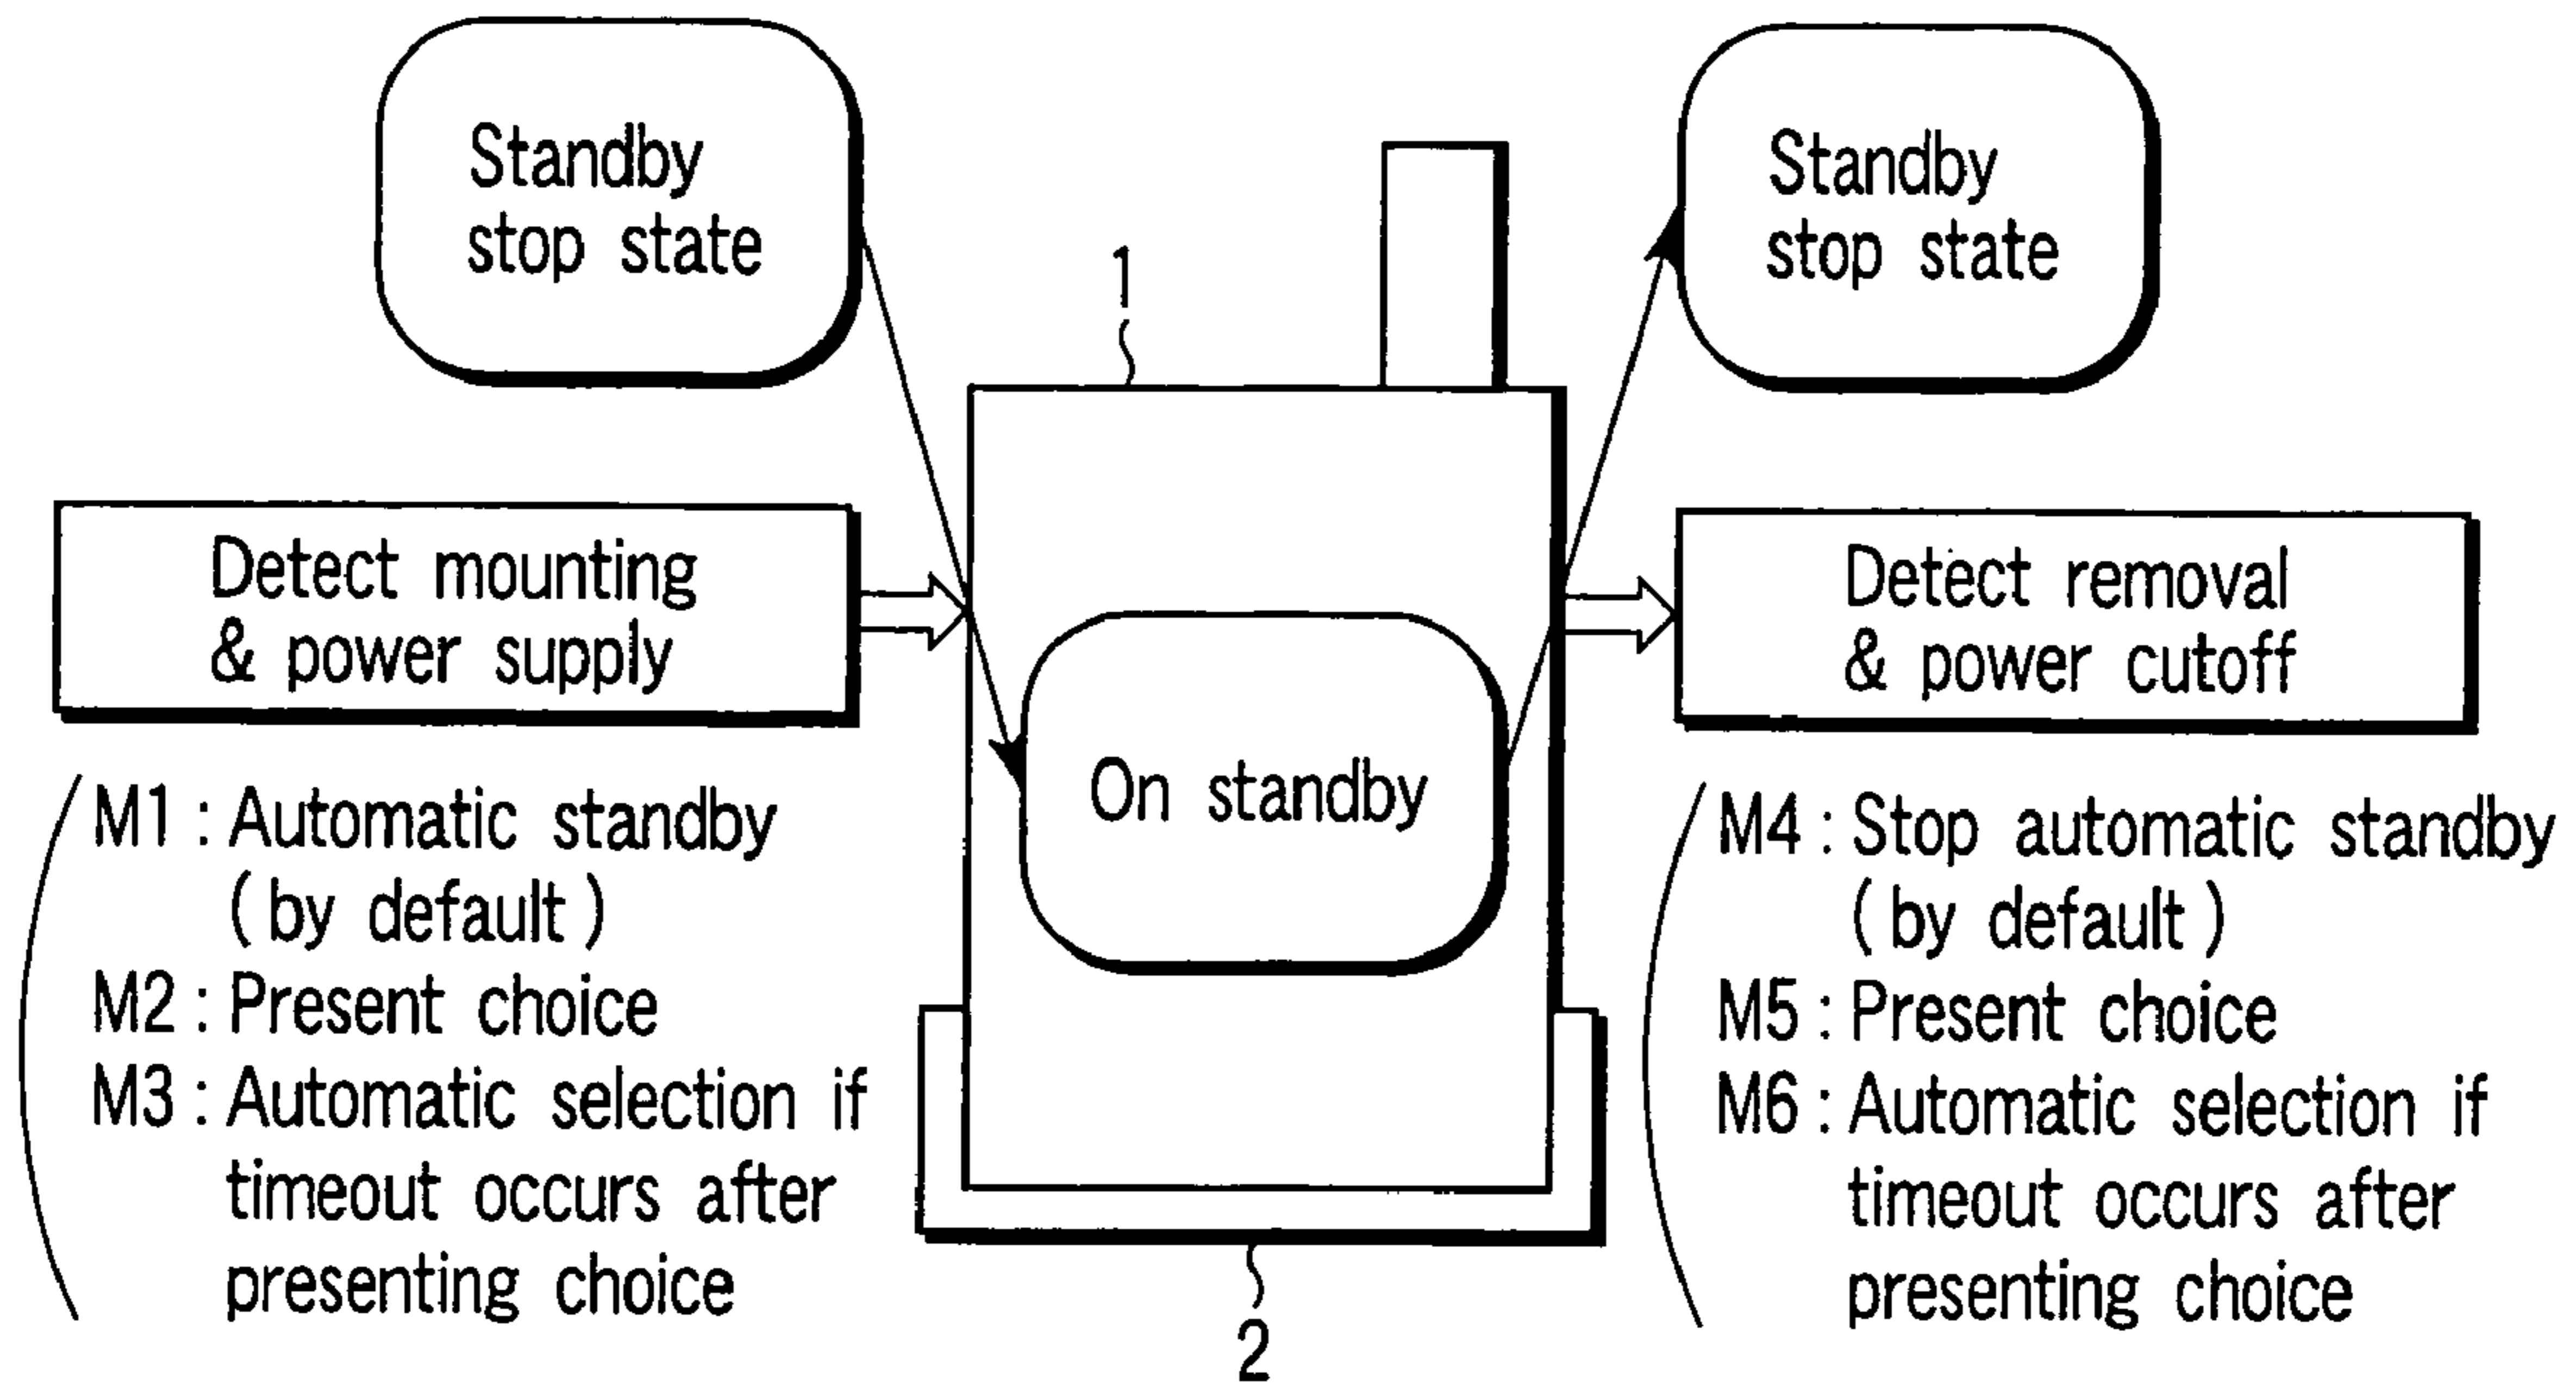 Standby
stop state
Standby
stop state
1
Detect mounting
& power supply
Detect removal
& power cutoff
On standby
M1 : Automatic standby
(by default)
M2 : Present choice
M3 : Automatic selection if
timeout occurs after
presenting choice
M4 : Stop automatic standby
(by default)
M5 : Present choice
M6 : Automatic selection if
timeout occurs after
presenting choice
2